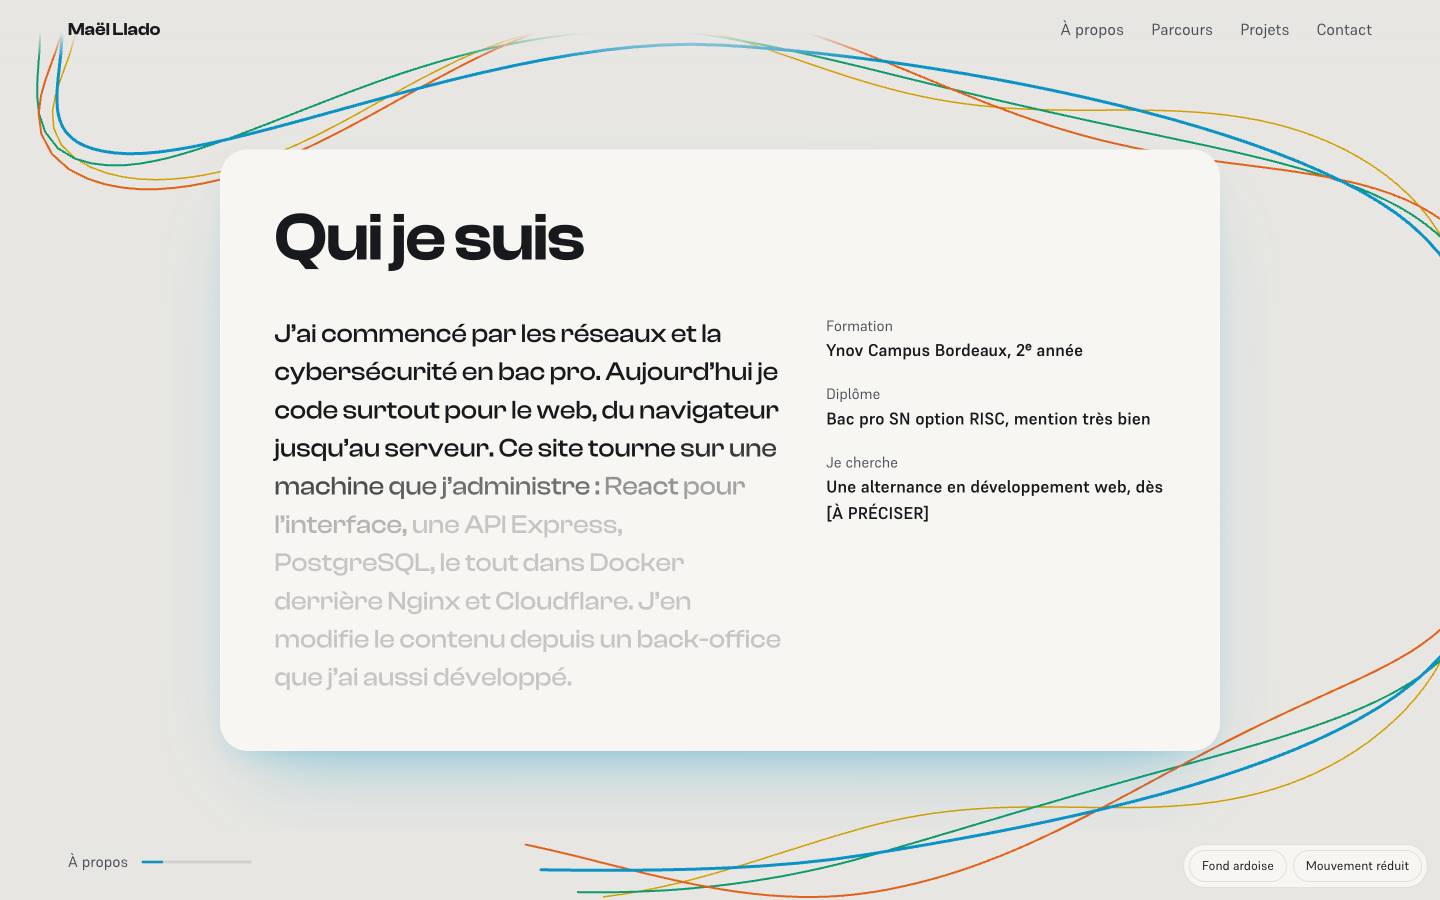 Maël Llado
À propos
Parcours
Projets
Contact
Qui je suis
J’ai commencé par les réseaux et la
cybersécurité en bac pro. Aujourd’hui je
code surtout pour le web, du navigateur
jusqu’au serveur. Ce site tourne sur une
machine que j’administre : React pour
l’interface, une API Express,
PostgreSQL, le tout dans Docker
derrière Nginx et Cloudflare. J’en
modifie le contenu depuis un back-office
que j’ai aussi développé.
Formation
Ynov Campus Bordeaux, 2ᵉ année
Diplôme
Bac pro SN option RISC, mention très bien
Je cherche
Une alternance en développement web, dès
[À PRÉCISER]
À propos
Fond ardoise
Mouvement réduit